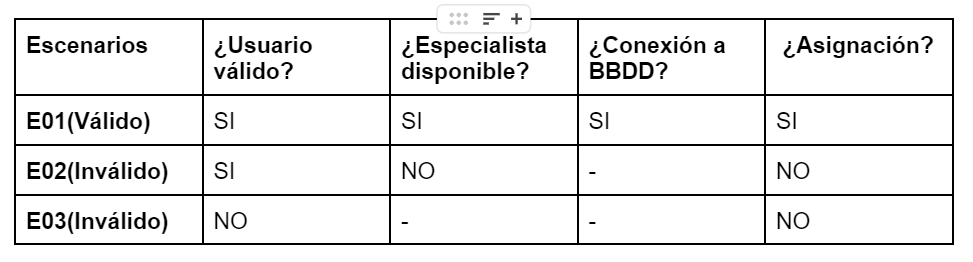 Escenarios ¿Usuario válido? ¿Especialista disponible? ¿Conexión a BBDD? ¿Asignación?
E01(Válido) SI SI SI SI
E02(Inválido) SI NO - NO
E03(Inválido) NO - - NO